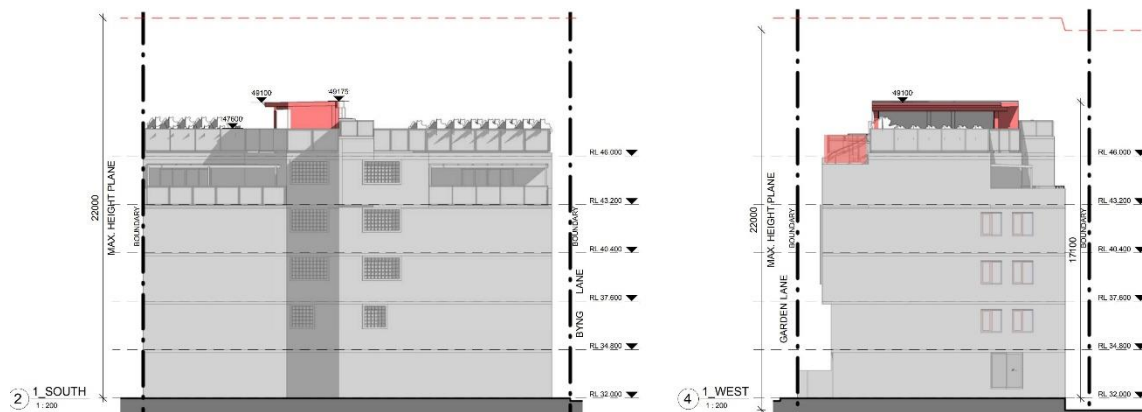 49100
49175
47600
22000
MAX. HEIGHT PLANE
BOUNDARY
RL 46.000
RL 43.200
RL 40.400
RL 37.600
RL 34.800
RL 32.000
BOUNDARY
BYNG LANE
2
1_SOUTH
1 : 200
49100
22000
MAX. HEIGHT PLANE
BOUNDARY
GARDEN LANE
17100
BOUNDARY
RL 46.000
RL 43.200
RL 40.400
RL 37.600
RL 34.800
RL 32.000
4
1_WEST
1 : 200